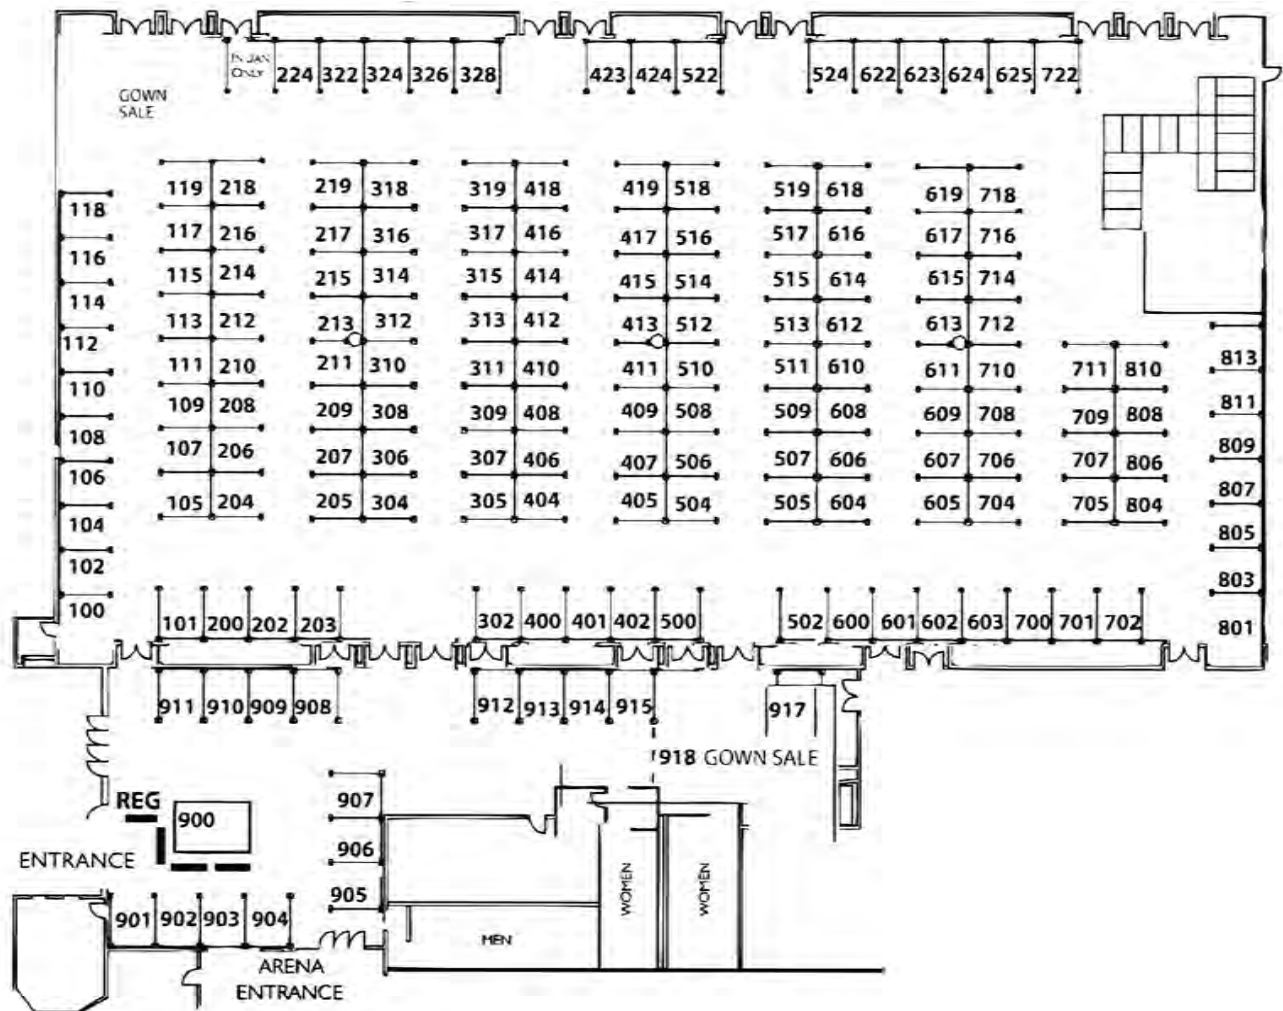 IN JAN
ONLY
224 322 324 326 328
423 424 522
524 622 623 624 625 722
GOWN
SALE
119 218 219 318 319 418 419 518 519 618 619 718
118
117 216 217 316 317 416 417 516 517 616 617 716
116
115 214 215 314 315 414 415 514 515 614 615 714
114
113 212 213 312 313 412 413 512 513 612 613 712
112
813
111 210 211 310 311 410 411 510 511 610 611 710 711 810
110
811
109 208 209 308 309 408 409 508 509 608 609 708 709 808
108
809
107 206 207 306 307 406 407 506 507 606 607 706 707 806
106
807
105 204 205 304 305 404 405 504 505 604 605 704 705 804
104
805
102
803
100
101 200 202 203
302 400 401 402 500
502 600 601 602 603 700 701 702
801
911 910 909 908
912 913 914 915
917
918 GOWN SALE
REG
900
907
906
905
ENTRANCE
901 902 903 904
WOMEN
WOMEN
MEN
ARENA
ENTRANCE